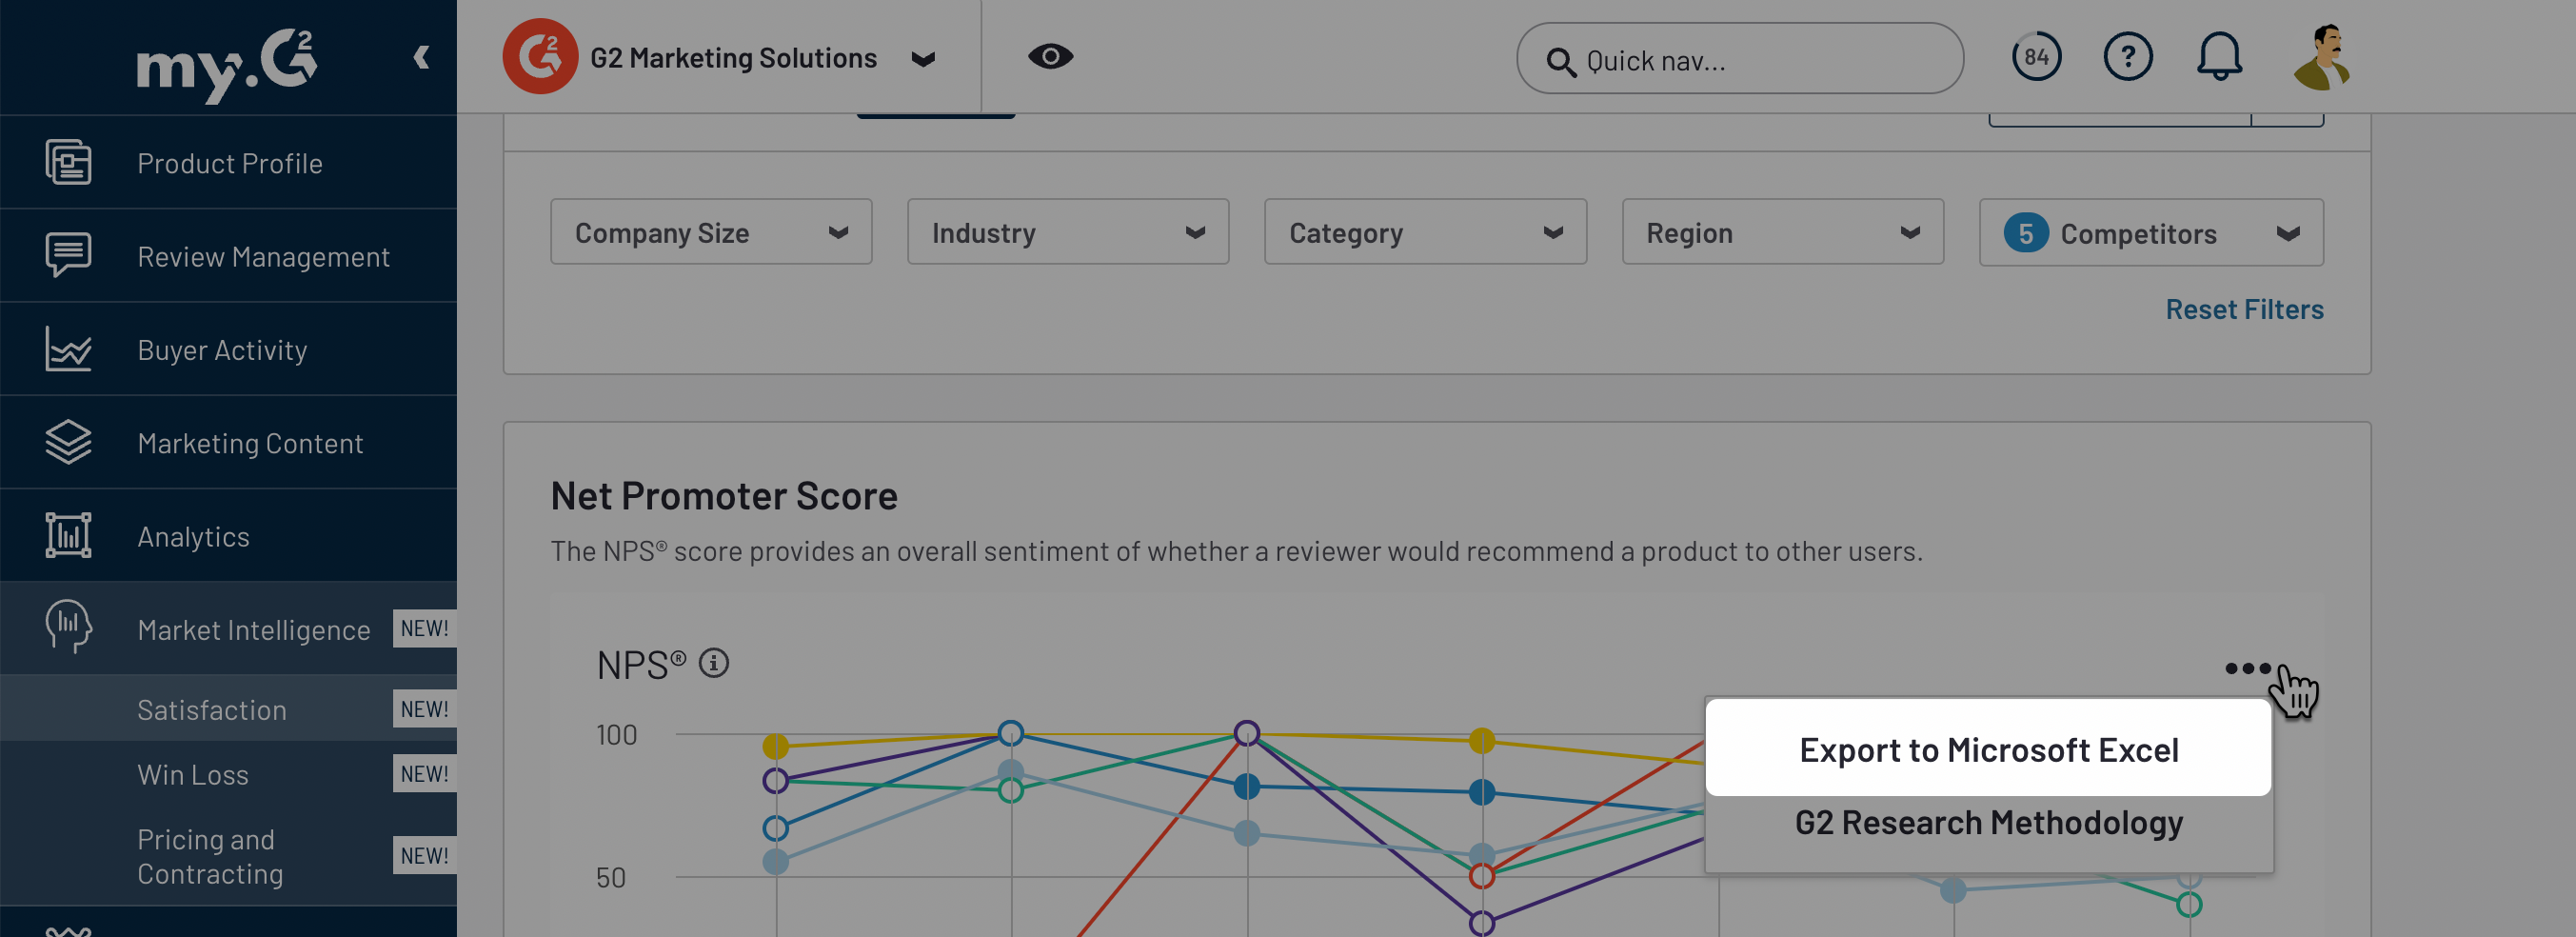 my.G2
Product Profile
Review Management
Buyer Activity
Marketing Content
Analytics
Market Intelligence NEW!
Satisfaction NEW!
Win Loss NEW!
Pricing and
Contracting NEW!
G2 G2 Marketing Solutions
Quick nav...
84
?
Company Size
Industry
Category
Region
5 Competitors
Reset Filters
Net Promoter Score
The NPS® score provides an overall sentiment of whether a reviewer would recommend a product to other users.
NPS® i
100
50
Export to Microsoft Excel
G2 Research Methodology